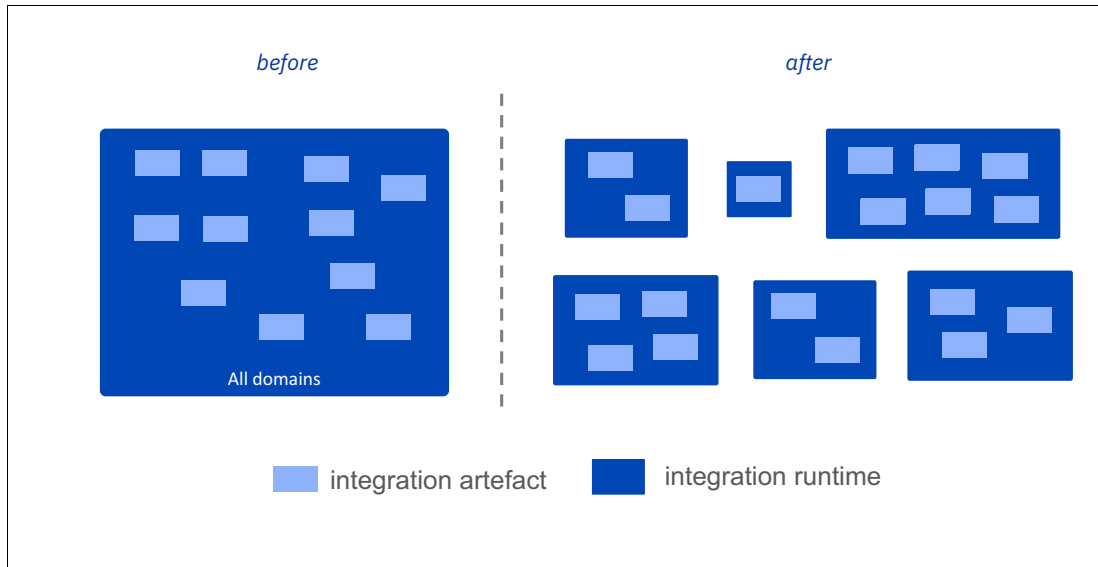 before
after
All domains
integration artefact
integration runtime